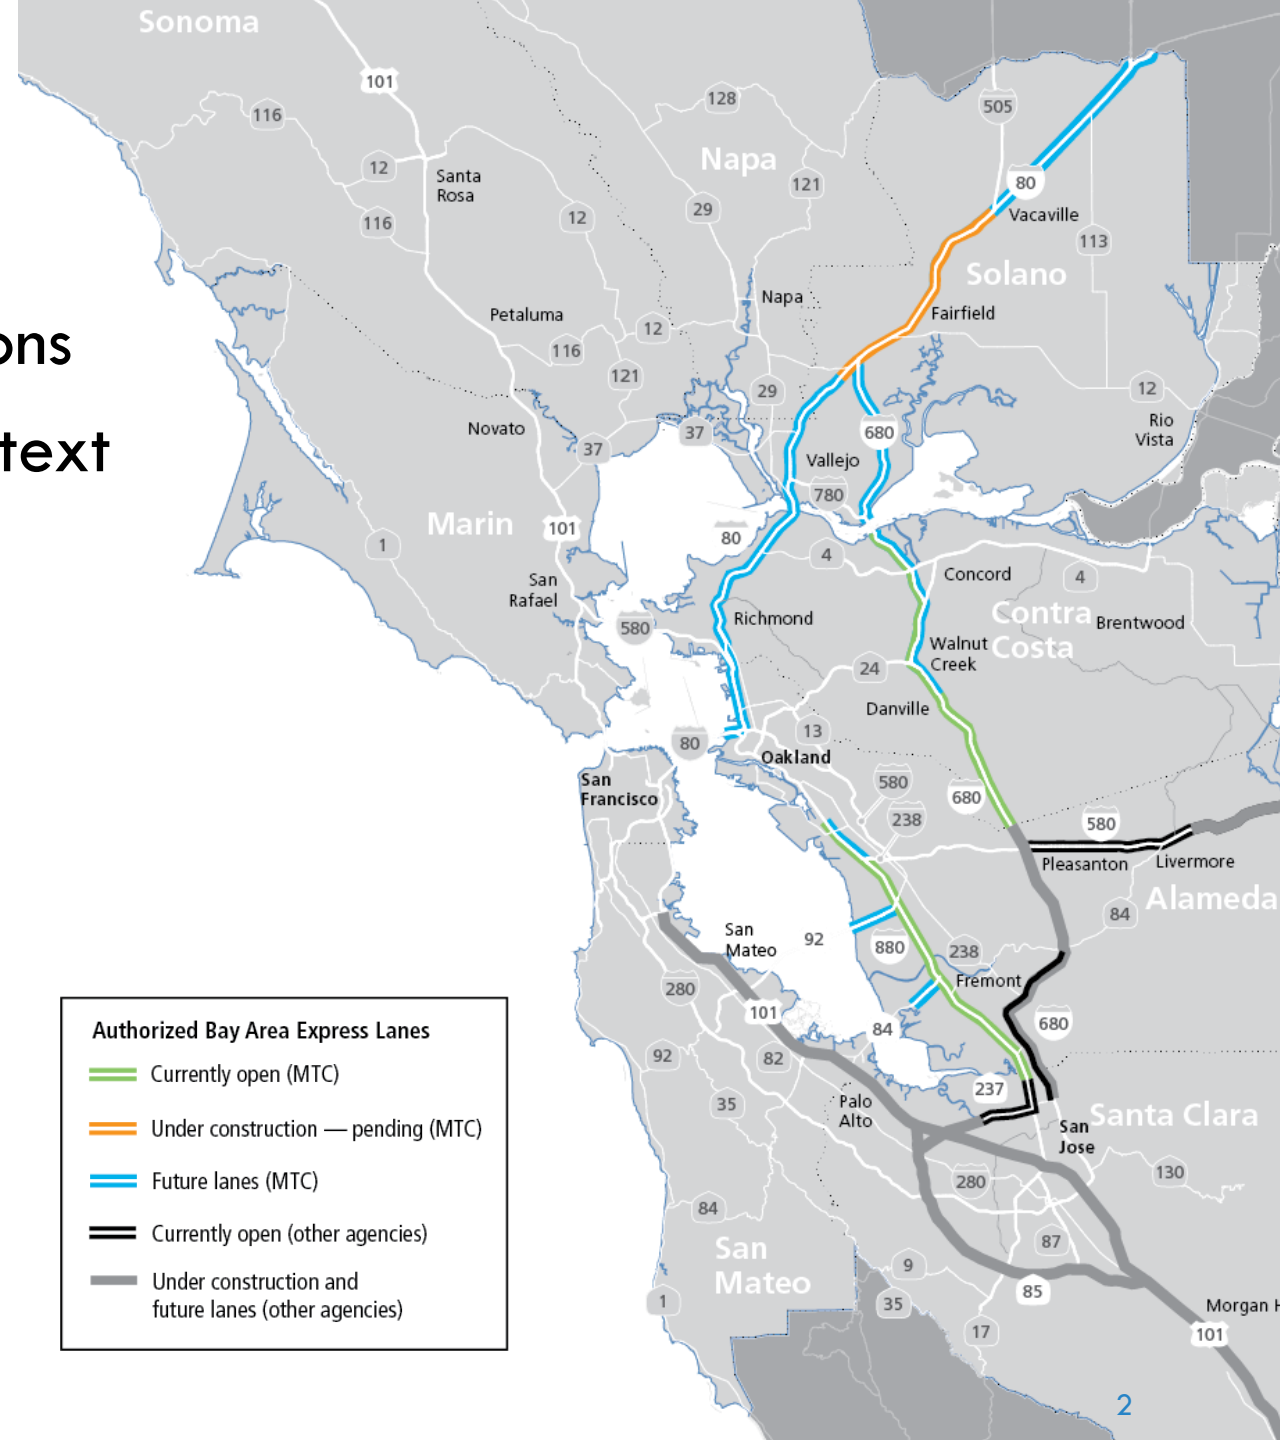 Sonoma
101
116
128
505
12
Napa
80
Santa
Rosa
121
116
12
29
Vacaville
113
Solano
Napa
Petaluma
Fairfield
12
ons
116
121
29
12
Novato
37
37
680
Rio
Vista
text
Vallejo
780
Marin
101
80
1
4
Concord
4
San
Rafael
Contra
Costa
Richmond
Brentwood
580
Walnut
Creek
24
Danville
13
80
Oakland
San
Francisco
580
680
238
580
Pleasanton
Livermore
Alameda
84
San
Mateo
92
880
238
Fremont
280
101
84
680
92
82
237
35
Palo
Alto
Santa Clara
San
Jose
130
280
84
87
San
Mateo
9
85
1
35
17
Morgan H
101
Authorized Bay Area Express Lanes
Currently open (MTC)
Under construction — pending (MTC)
Future lanes (MTC)
Currently open (other agencies)
Under construction and
future lanes (other agencies)
2